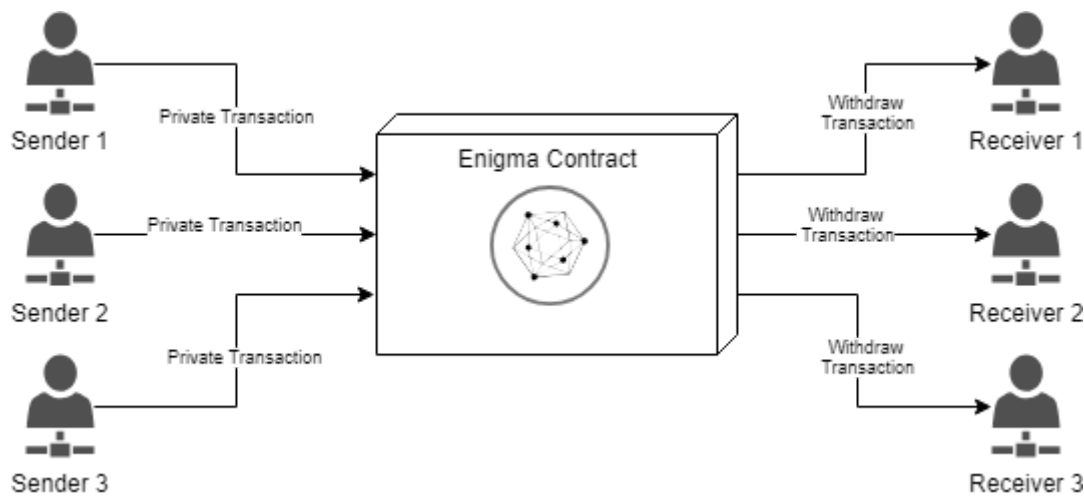 Sender 1
Private Transaction
Withdraw
Transaction
Receiver 1
Enigma Contract
Sender 2
Private Transaction
Withdraw
Transaction
Receiver 2
Sender 3
Private Transaction
Withdraw
Transaction
Receiver 3